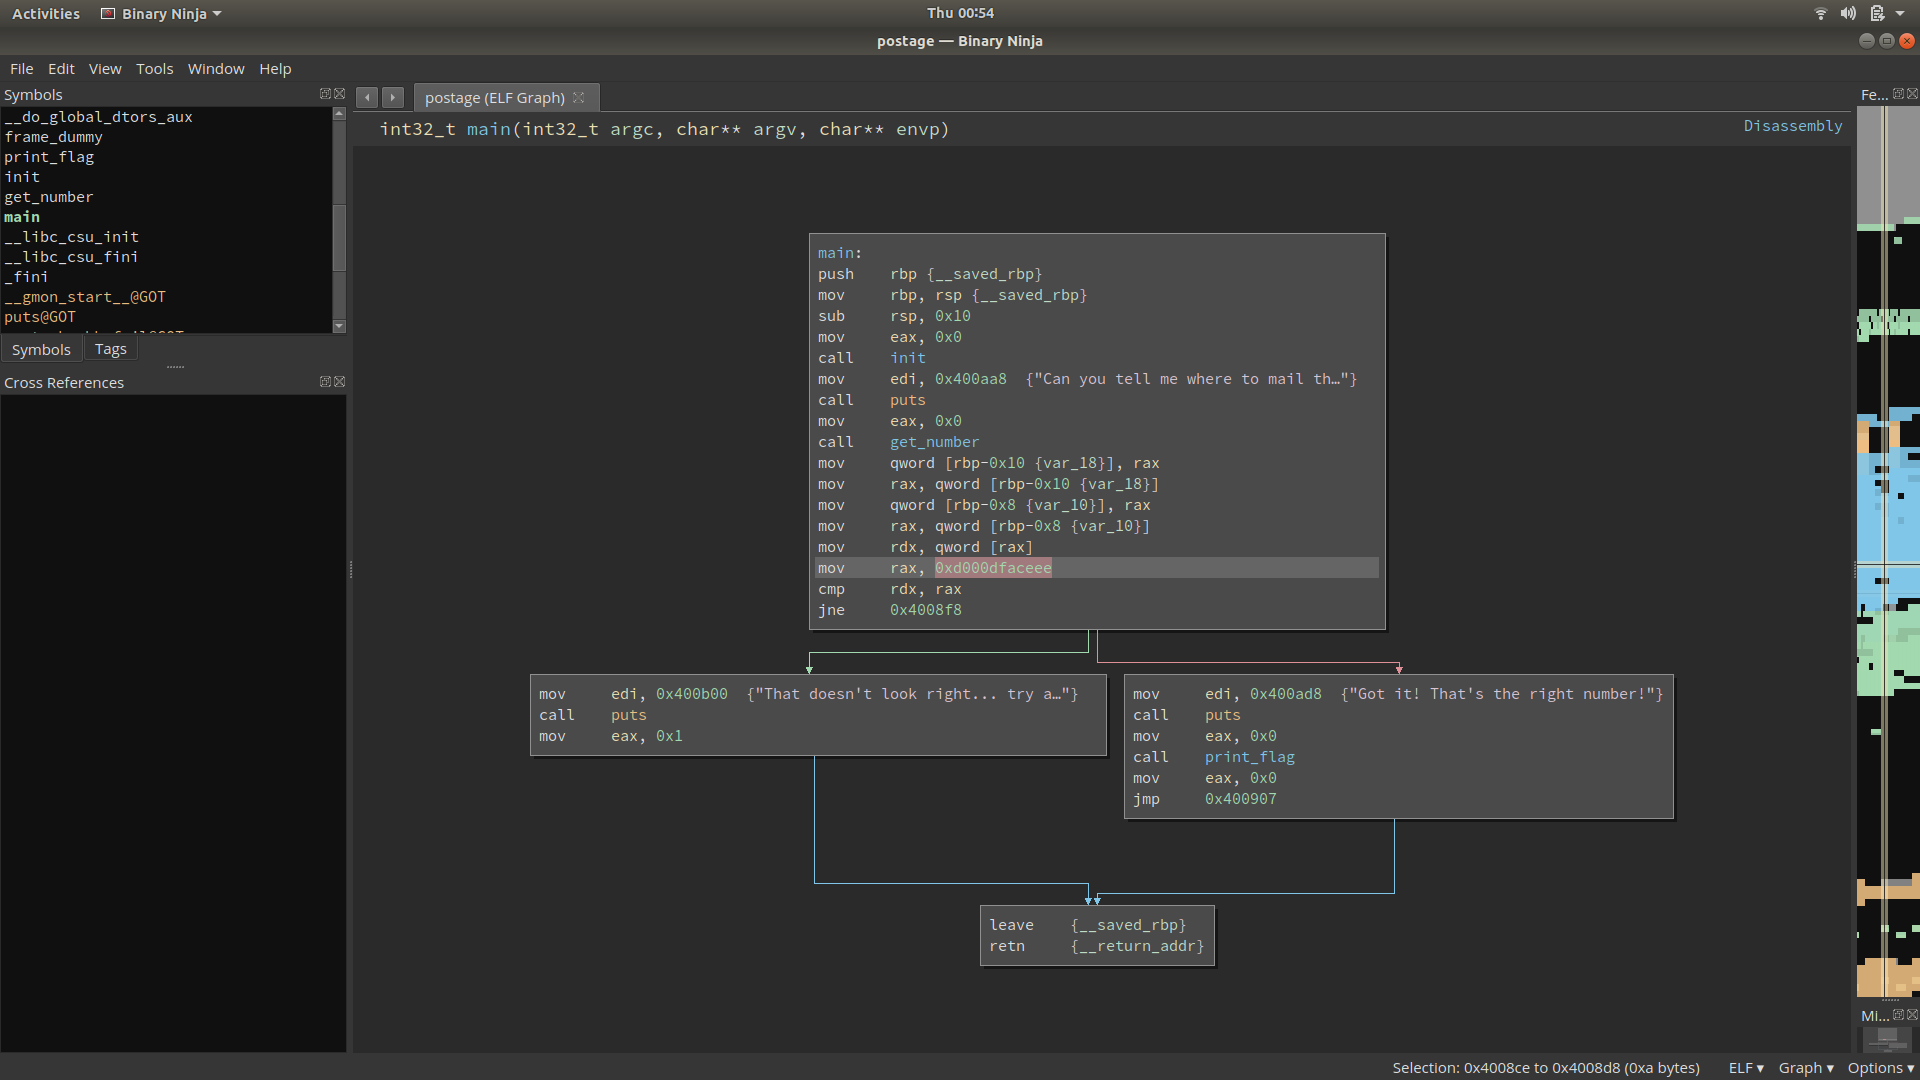 Activities Binary Ninja Thu 00:54
postage — Binary Ninja
File Edit View Tools Window Help
Symbols
__do_global_dtors_aux
frame_dummy
print_flag
init
get_number
main
__libc_csu_init
__libc_csu_fini
_fini
__gmon_start__@GOT
puts@GOT
Symbols Tags
Cross References
postage (ELF Graph)
int32_t main(int32_t argc, char** argv, char** envp)
Disassembly
Fe...
main:
push rbp {__saved_rbp}
mov rbp, rsp {__saved_rbp}
sub rsp, 0x10
mov eax, 0x0
call init
mov edi, 0x400aa8 {"Can you tell me where to mail th…"}
call puts
mov eax, 0x0
call get_number
mov qword [rbp-0x10 {var_18}], rax
mov rax, qword [rbp-0x10 {var_18}]
mov qword [rbp-0x8 {var_10}], rax
mov rax, qword [rbp-0x8 {var_10}]
mov rdx, qword [rax]
mov rax, 0xd000dfaceee
cmp rdx, rax
jne 0x4008f8
mov edi, 0x400b00 {"That doesn't look right... try a…"}
call puts
mov eax, 0x1
mov edi, 0x400ad8 {"Got it! That's the right number!"}
call puts
mov eax, 0x0
call print_flag
mov eax, 0x0
jmp 0x400907
leave {__saved_rbp}
retn {__return_addr}
Mi...
Selection: 0x4008ce to 0x4008d8 (0xa bytes) ELF ▾ Graph ▾ Options ▾